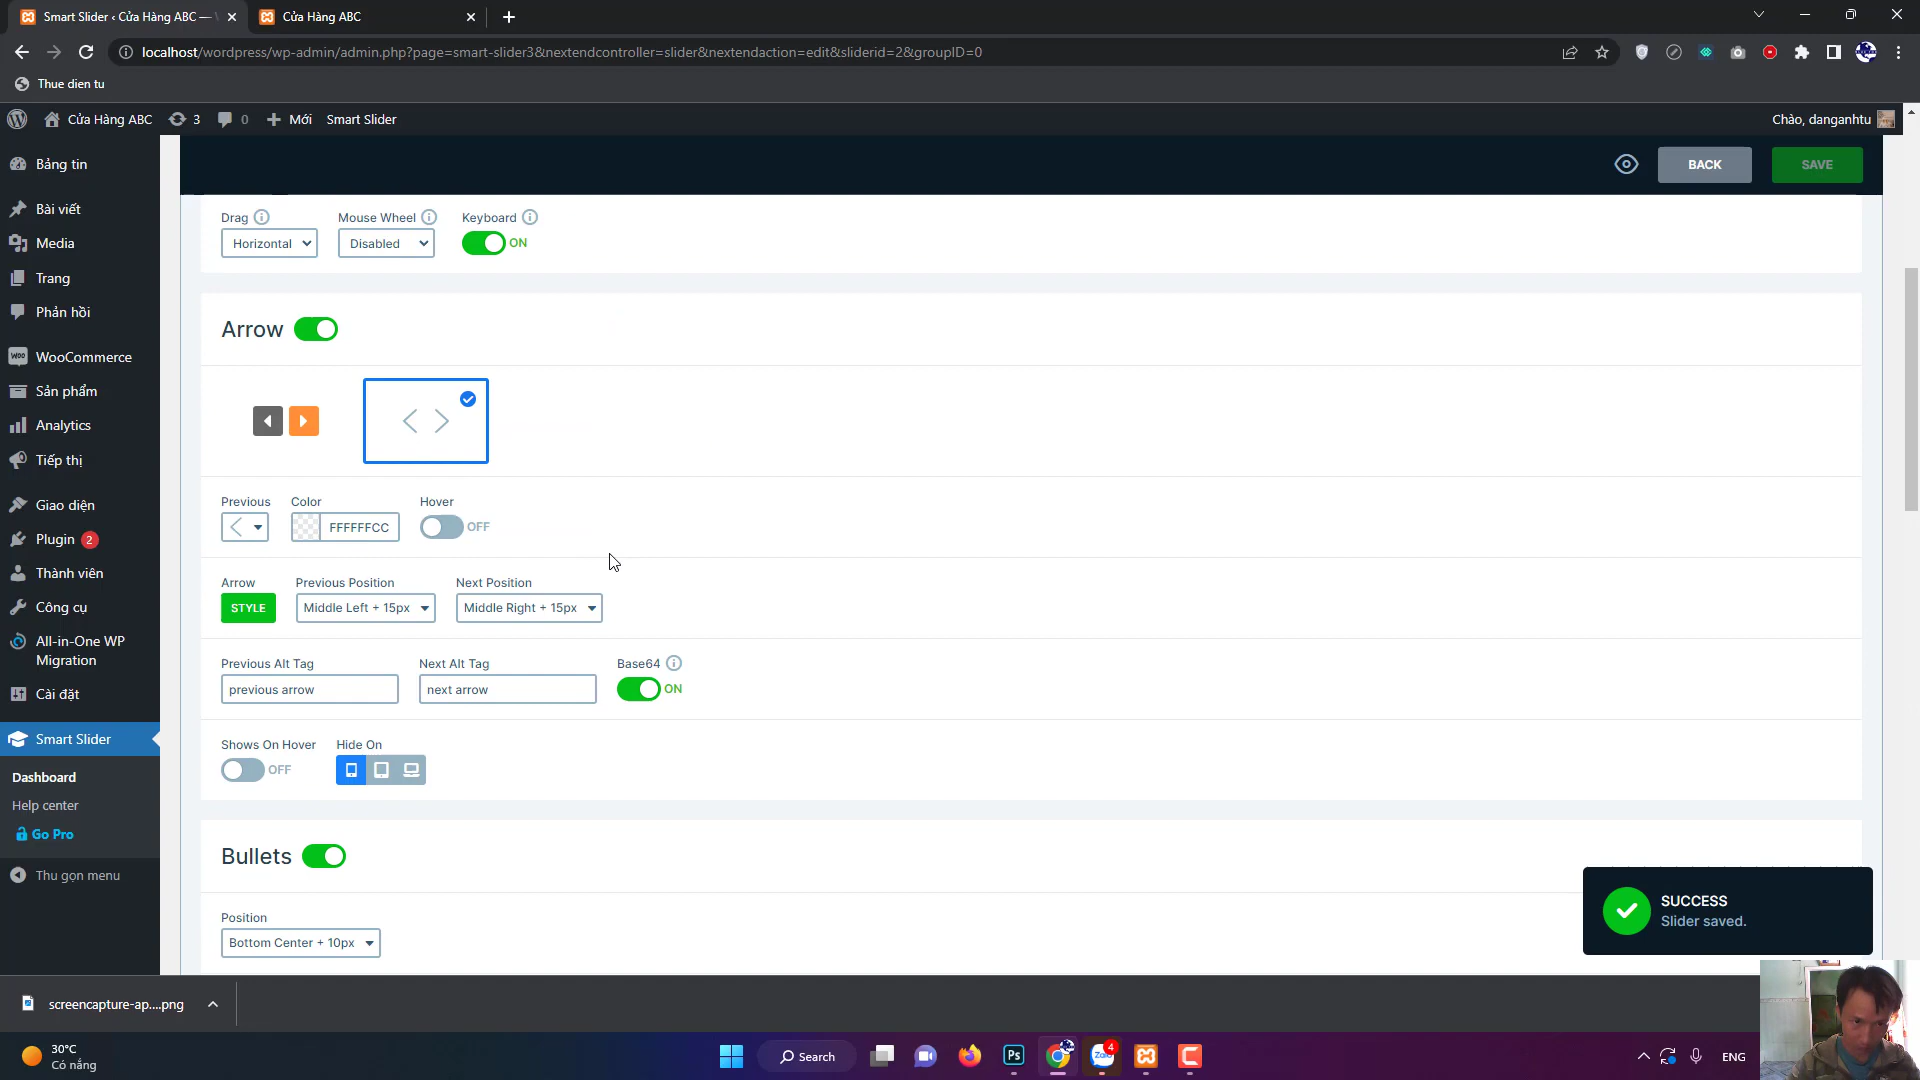 Smart Slider ‹ Cửa Hàng ABC —
Cửa Hàng ABC
localhost/wordpress/wp-admin/admin.php?page=smart-slider3&nextendcontroller=slider&nextendaction=edit&sliderid=2&groupID=0
Thue dien tu
Cửa Hàng ABC
3
0
Mới
Smart Slider
Chào, danganhtu
Bảng tin
Bài viết
Media
Trang
Phản hồi
WooCommerce
Sản phẩm
Analytics
Tiếp thị
Giao diện
Plugin 2
Thành viên
Công cụ
All-in-One WP
Migration
Cài đặt
Smart Slider
Dashboard
Help center
Go Pro
Thu gọn menu
BACK
SAVE
Drag
Mouse Wheel
Keyboard
Horizontal
Disabled
ON
Arrow
Previous
Color
Hover
FFFFFFCC
OFF
Arrow
Previous Position
Next Position
STYLE
Middle Left + 15px
Middle Right + 15px
Previous Alt Tag
Next Alt Tag
Base64
previous arrow
next arrow
ON
Shows On Hover
Hide On
OFF
Bullets
Position
Bottom Center + 10px
SUCCESS
Slider saved.
screencapture-ap....png
30°C
Có nắng
Search
Ps
Zalo
4
ENG